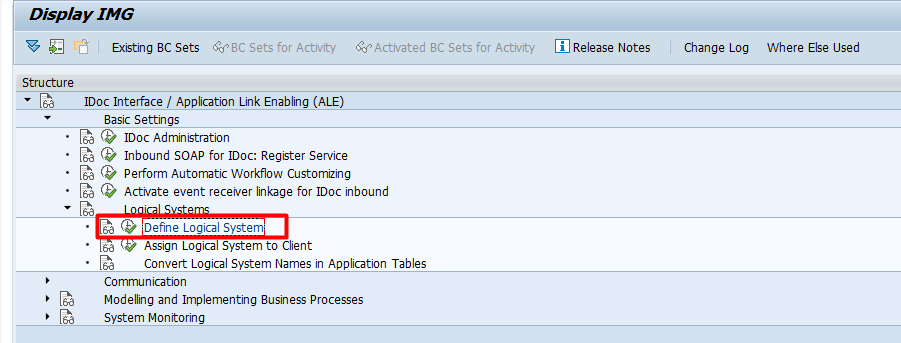 Display IMG
Existing BC Sets BC Sets for Activity Activated BC Sets for Activity Release Notes Change Log Where Else Used
Structure
IDoc Interface / Application Link Enabling (ALE)
Basic Settings
IDoc Administration
Inbound SOAP for IDoc: Register Service
Perform Automatic Workflow Customizing
Activate event receiver linkage for IDoc inbound
Logical Systems
Define Logical System
Assign Logical System to Client
Convert Logical System Names in Application Tables
Communication
Modelling and Implementing Business Processes
System Monitoring